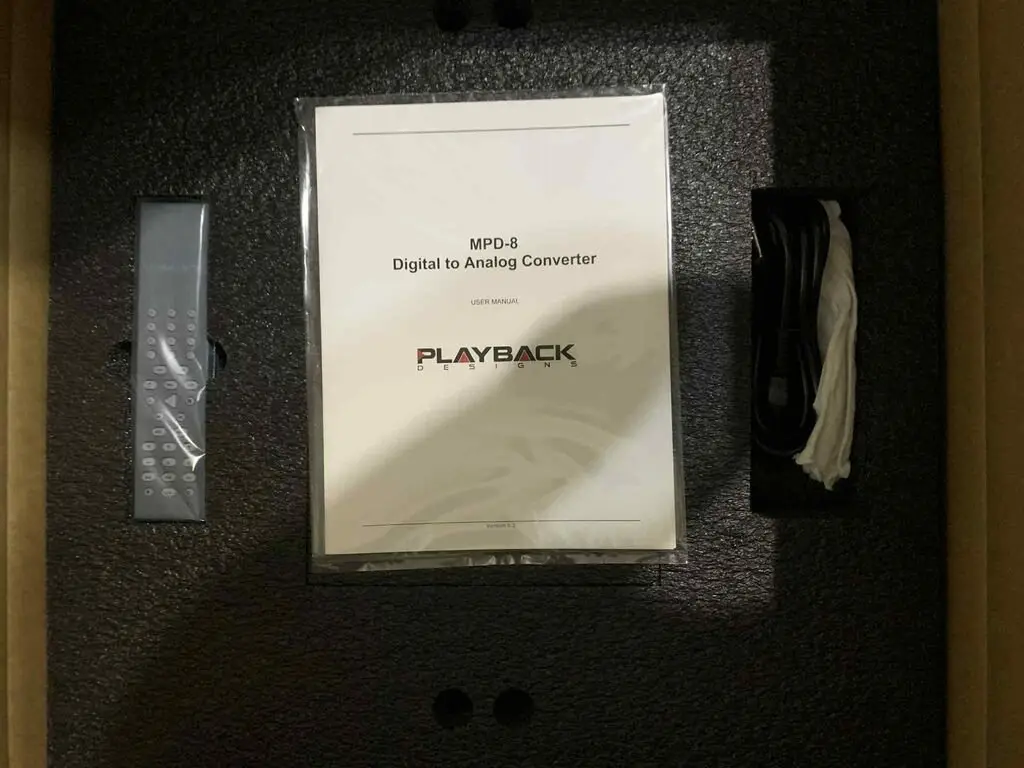 MPD-8
Digital to Analog Converter
USER MANUAL
PLAYBACK
DESIGNS